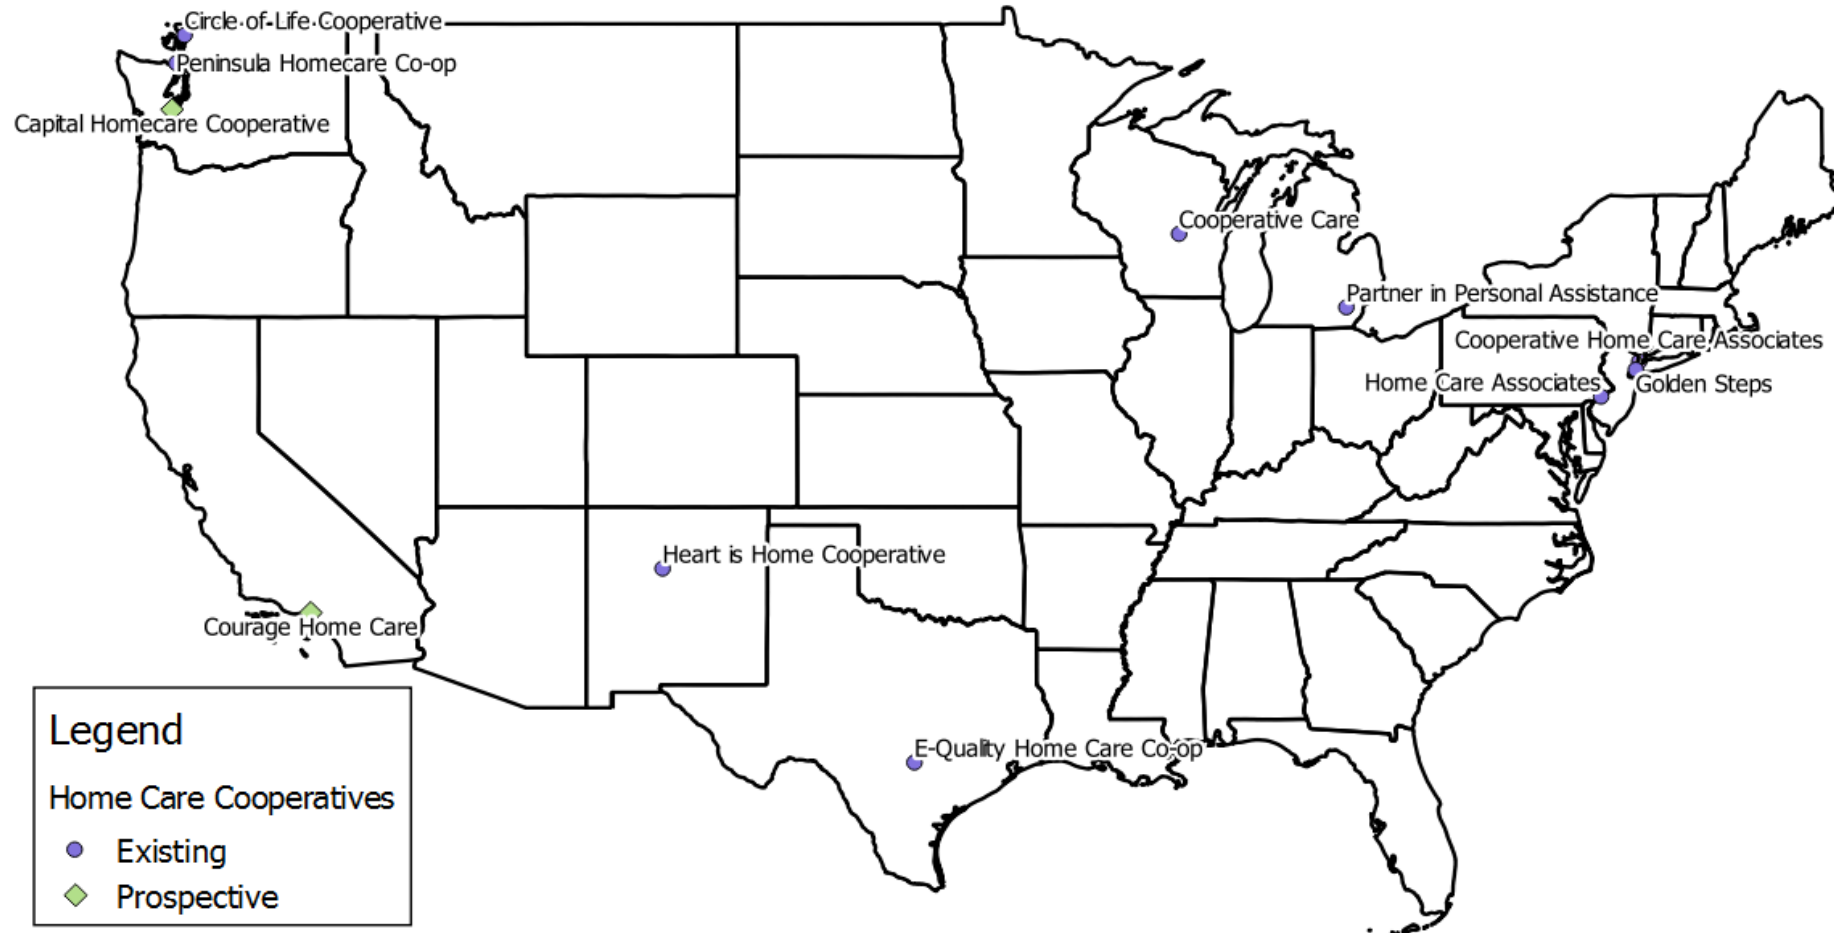 Circle of Life Cooperative
Peninsula Homecare Co-op
Capital Homecare Cooperative
Cooperative Care
Partner in Personal Assistance
Cooperative Home Care Associates
Home Care Associates
Golden Steps
Heart is Home Cooperative
Courage Home Care
E-Quality Home Care Co-op
Legend
Home Care Cooperatives
Existing
Prospective